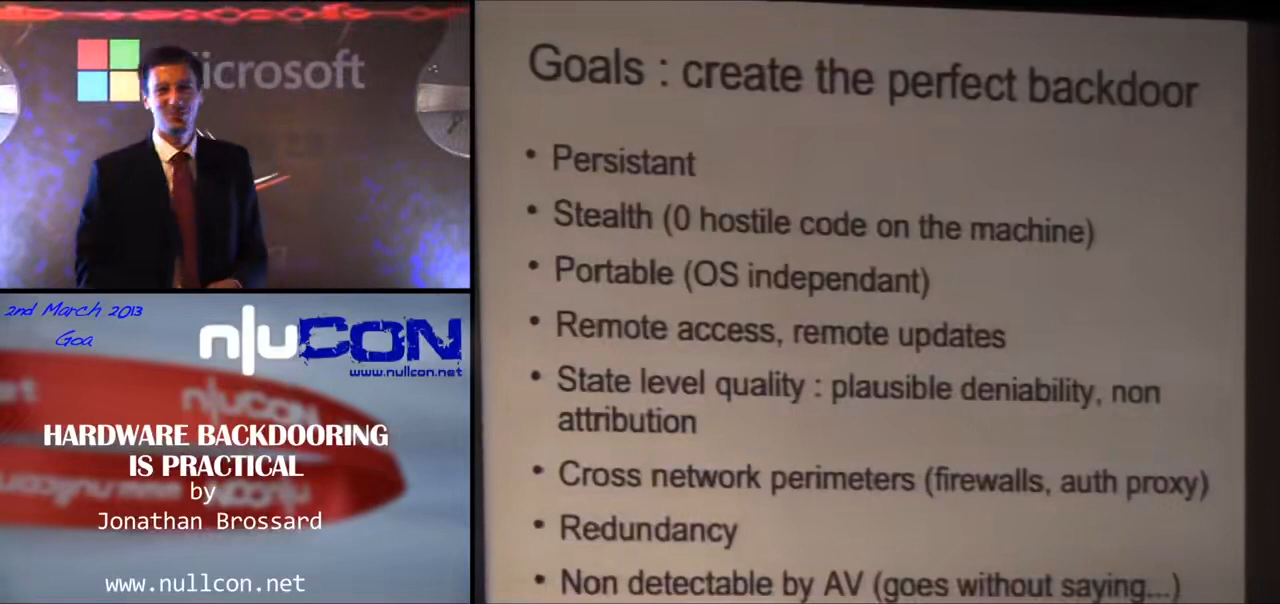 Microsoft
2nd March 2013
Goa
n|uCON
www.nullcon.net
HARDWARE BACKDOORING
IS PRACTICAL
by
Jonathan Brossard
www.nullcon.net
Goals : create the perfect backdoor
• Persistant
• Stealth (0 hostile code on the machine)
• Portable (OS independant)
• Remote access, remote updates
• State level quality : plausible deniability, non
attribution
• Cross network perimeters (firewalls, auth proxy)
• Redundancy
• Non detectable by AV (goes without saying...)